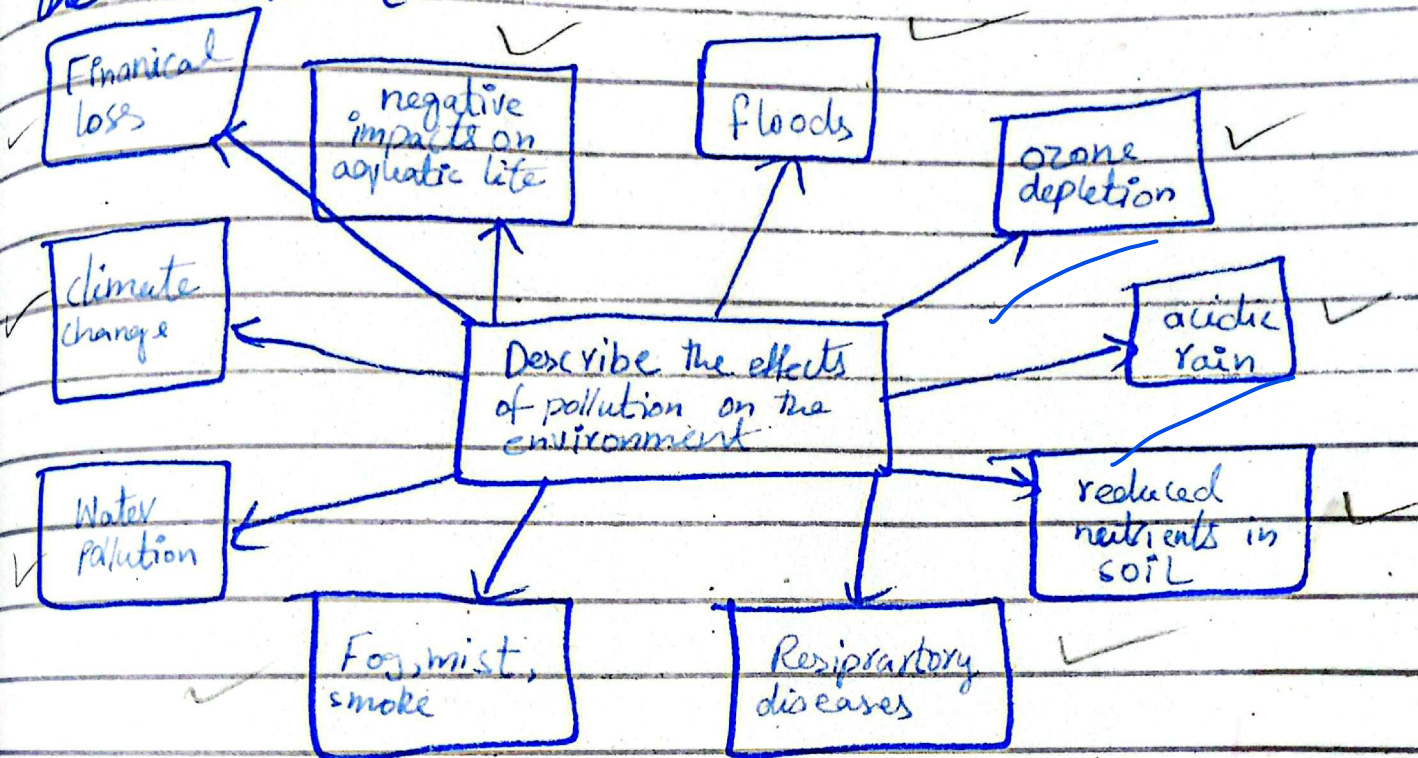 Finanical
loss
negative
impacts on
aquatic life
floods
ozone
depletion
climate
change
Describe the effects
of pollution on the
environment
acidic
rain
Water
Pollution
reduced
nutrients in
SOIL
Fog, mist,
smoke
Resiprartory
diseases